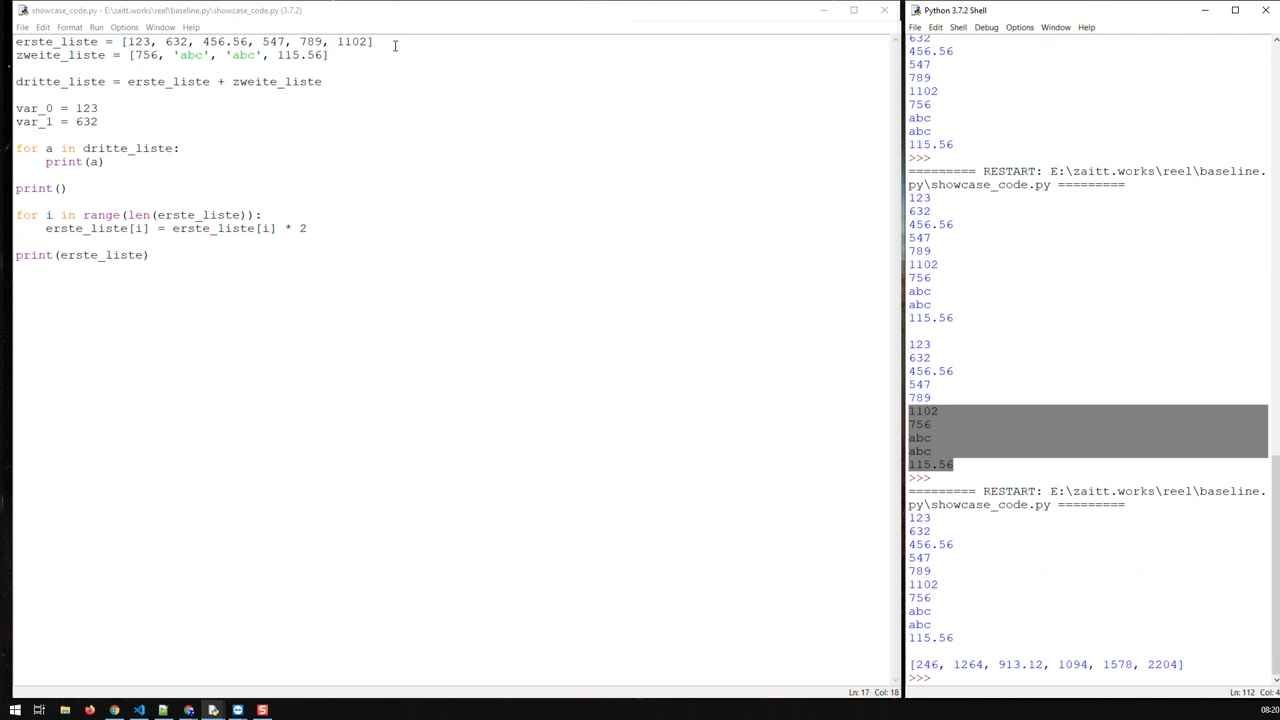 showcase_code.py - E:\zaitt.works\reel\baseline.py\showcase_code.py (3.7.2)
File Edit Format Run Options Window Help
erste_liste = [123, 632, 456.56, 547, 789, 1102]
zweite_liste = [756, 'abc', 'abc', 115.56]
dritte_liste = erste_liste + zweite_liste
var_0 = 123
var_1 = 632
for a in dritte_liste:
    print(a)
print()
for i in range(len(erste_liste)):
    erste_liste[i] = erste_liste[i] * 2
print(erste_liste)
Ln: 17 Col: 18
Python 3.7.2 Shell
File Edit Shell Debug Options Window Help
632
456.56
547
789
1102
756
abc
abc
115.56
>>>
========= RESTART: E:\zaitt.works\reel\baseline.
py\showcase_code.py =========
123
632
456.56
547
789
1102
756
abc
abc
115.56
123
632
456.56
547
789
1102
756
abc
abc
115.56
>>>
========= RESTART: E:\zaitt.works\reel\baseline.
py\showcase_code.py =========
123
632
456.56
547
789
1102
756
abc
abc
115.56
[246, 1264, 913.12, 1094, 1578, 2204]
>>>
Ln: 112 Col: 4
08:20